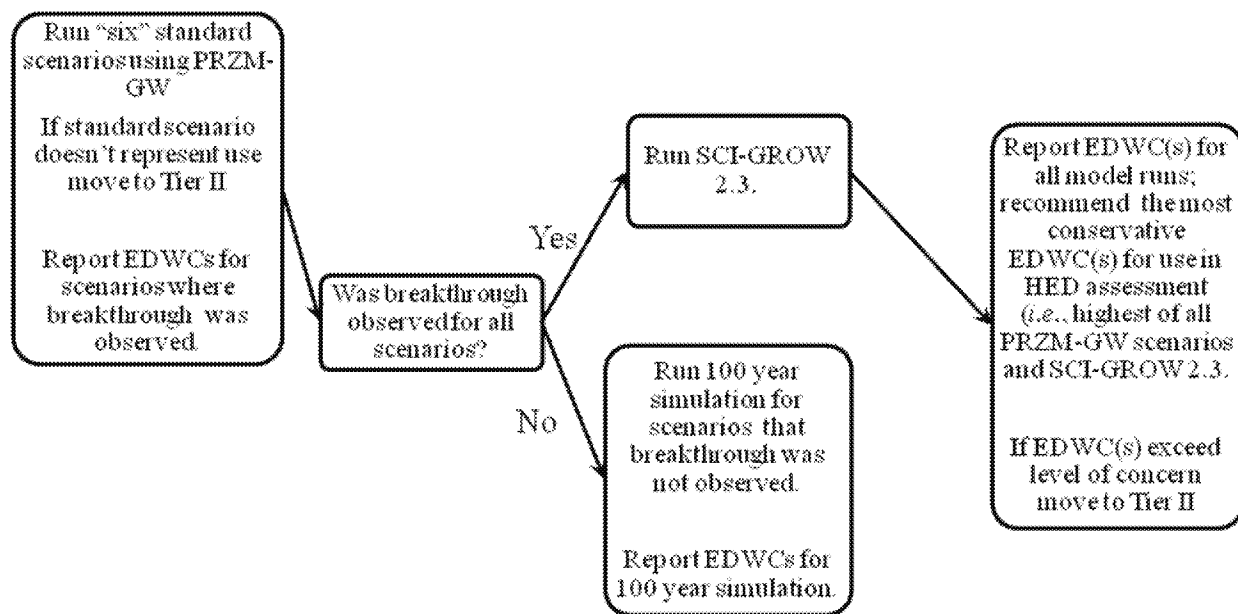 Run “six” standard
scenarios using PRZM-
GW
If standard scenario
doesn’t represent use
move to Tier II
Report EDWCs for
scenarios where
breakthrough was
observed.
Was breakthrough
observed for all
scenarios?
Yes
No
Run SCI-GROW
2.3.
Run 100 year
simulation for
scenarios that
breakthrough was
not observed.
Report EDWCs for
100 year simulation.
Report EDWC(s) for
all model runs;
recommend the most
conservative
EDWC(s) for use in
HED assessment
(i.e., highest of all
PRZM-GW scenarios
and SCI-GROW 2.3.
If EDWC(s) exceed
level of concern
move to Tier II